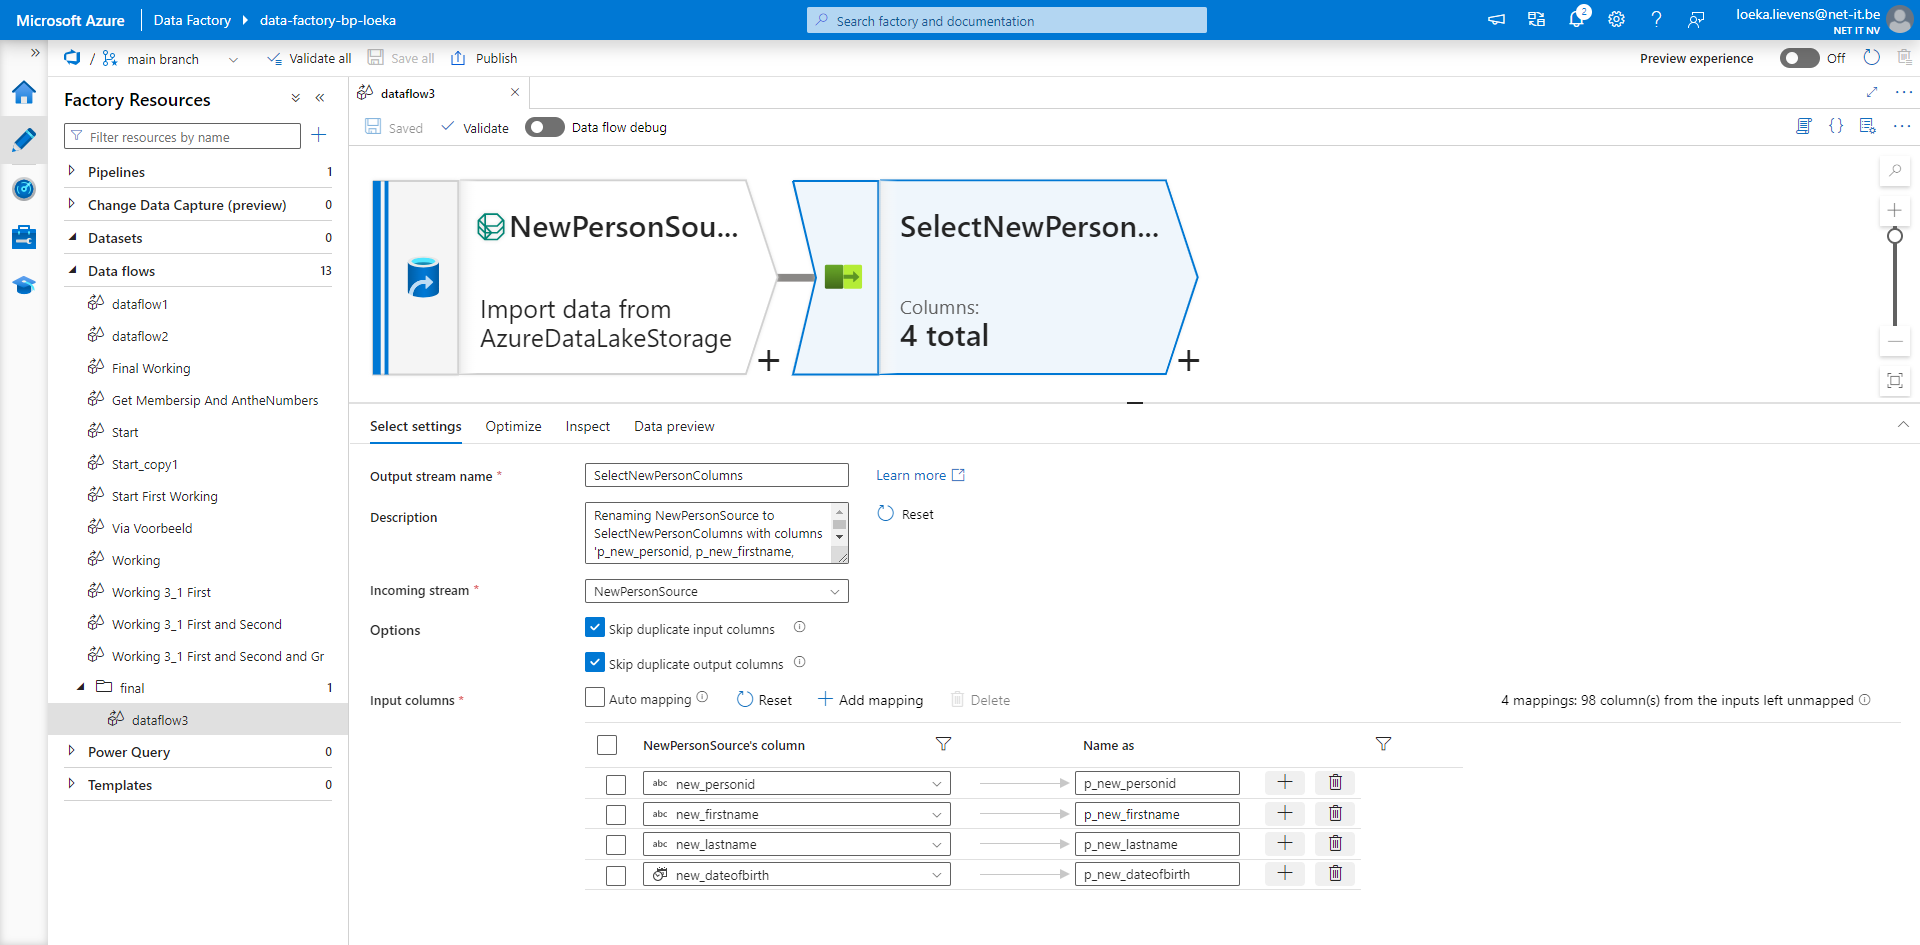 Microsoft Azure
Data Factory
data-factory-bp-loeka
Search factory and documentation
2
loeka.lievens@net-it.be
NET IT NV
/
main branch
Validate all
Save all
Publish
Preview experience
Off
Factory Resources
Filter resources by name
Pipelines 1
Change Data Capture (preview) 0
Datasets 0
Data flows 13
dataflow1
dataflow2
Final Working
Get Membersip And AntheNumbers
Start
Start_copy1
Start First Working
Via Voorbeeld
Working
Working 3_1 First
Working 3_1 First and Second
Working 3_1 First and Second and Gr
final 1
dataflow3
Power Query 0
Templates 0
dataflow3
Saved
Validate
Data flow debug
NewPersonSou...
Import data from
AzureDataLakeStorage
SelectNewPerson...
Columns:
4 total
Select settings
Optimize
Inspect
Data preview
Output stream name *
SelectNewPersonColumns
Learn more
Description
Renaming NewPersonSource to
SelectNewPersonColumns with columns
'p_new_personid, p_new_firstname,
Reset
Incoming stream *
NewPersonSource
Options
Skip duplicate input columns
Skip duplicate output columns
Input columns *
Auto mapping
Reset
Add mapping
Delete
4 mappings: 98 column(s) from the inputs left unmapped
NewPersonSource's column
Name as
abc new_personid
p_new_personid
abc new_firstname
p_new_firstname
abc new_lastname
p_new_lastname
new_dateofbirth
p_new_dateofbirth